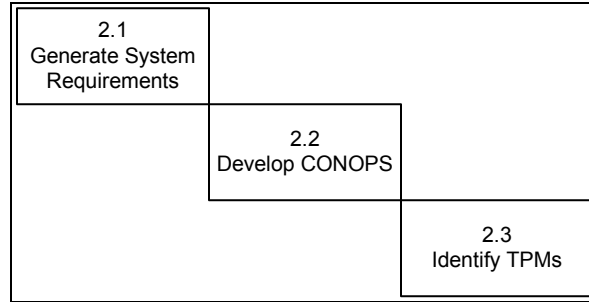 2.1
Generate System
Requirements
2.2
Develop CONOPS
2.3
Identify TPMs